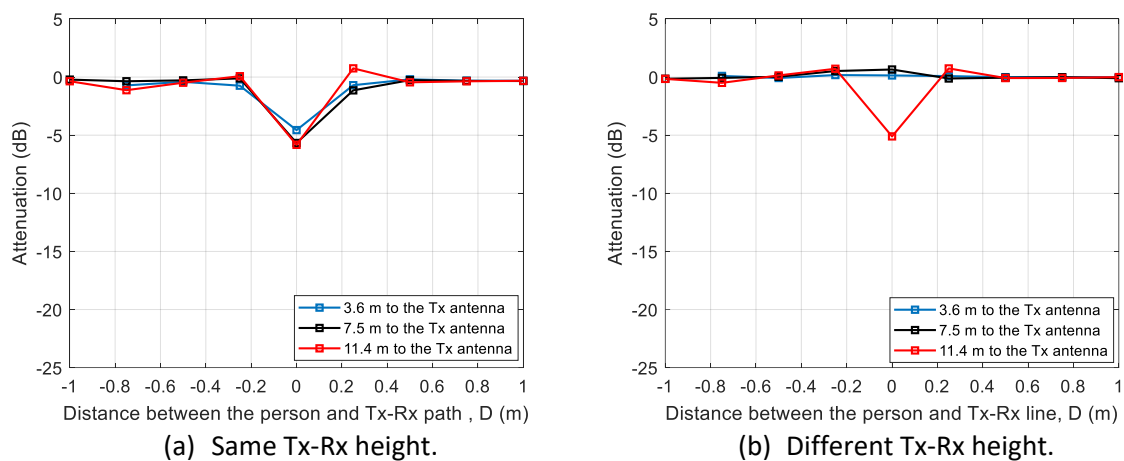 5
0
-5
-10
-15
-20
-25
Attenuation (dB)
3.6 m to the Tx antenna
7.5 m to the Tx antenna
11.4 m to the Tx antenna
-1 -0.8 -0.6 -0.4 -0.2 0 0.2 0.4 0.6 0.8 1
Distance between the person and Tx-Rx path , D (m)
(a) Same Tx-Rx height.
5
0
-5
-10
-15
-20
-25
Attenuation (dB)
3.6 m to the Tx antenna
7.5 m to the Tx antenna
11.4 m to the Tx antenna
-1 -0.8 -0.6 -0.4 -0.2 0 0.2 0.4 0.6 0.8 1
Distance between the person and Tx-Rx line, D (m)
(b) Different Tx-Rx height.